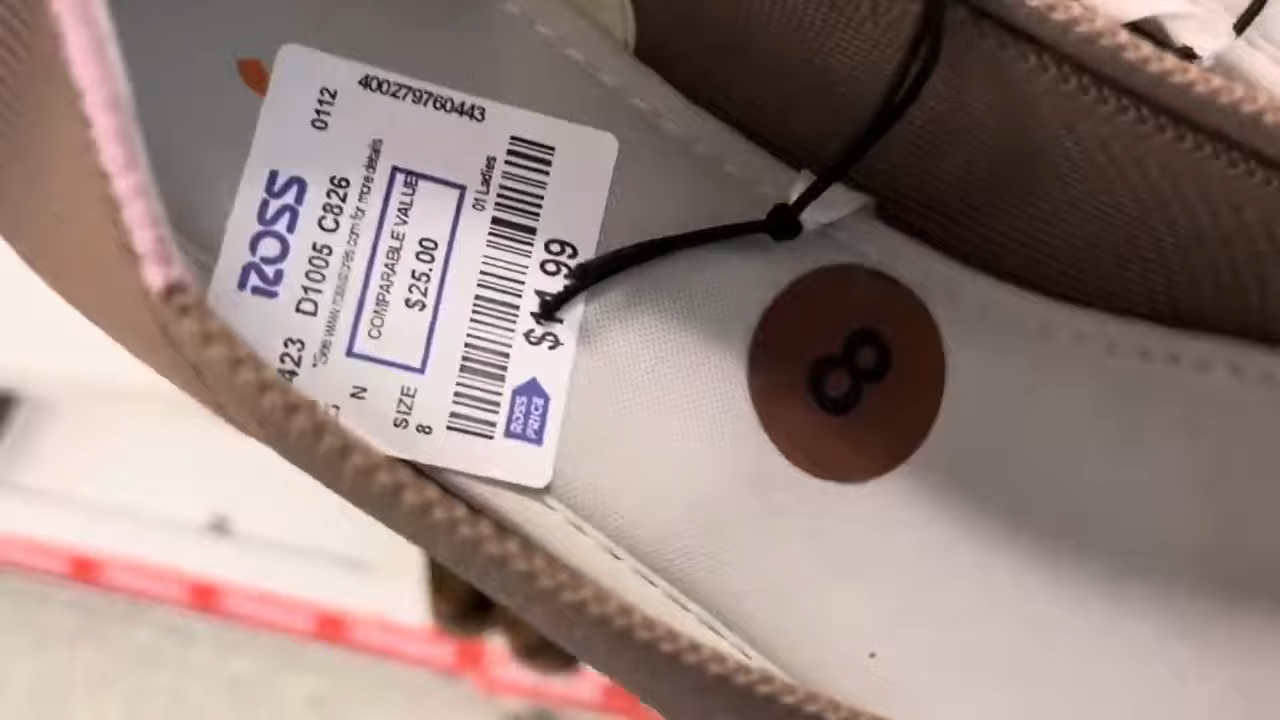 400279760443
0112
ROSS
D1005 C826
*See www.rossstores.com for more details
COMPARABLE VALUE
$25.00
01 Ladies
423
N
SIZE
8
ROSS
PRICE
8